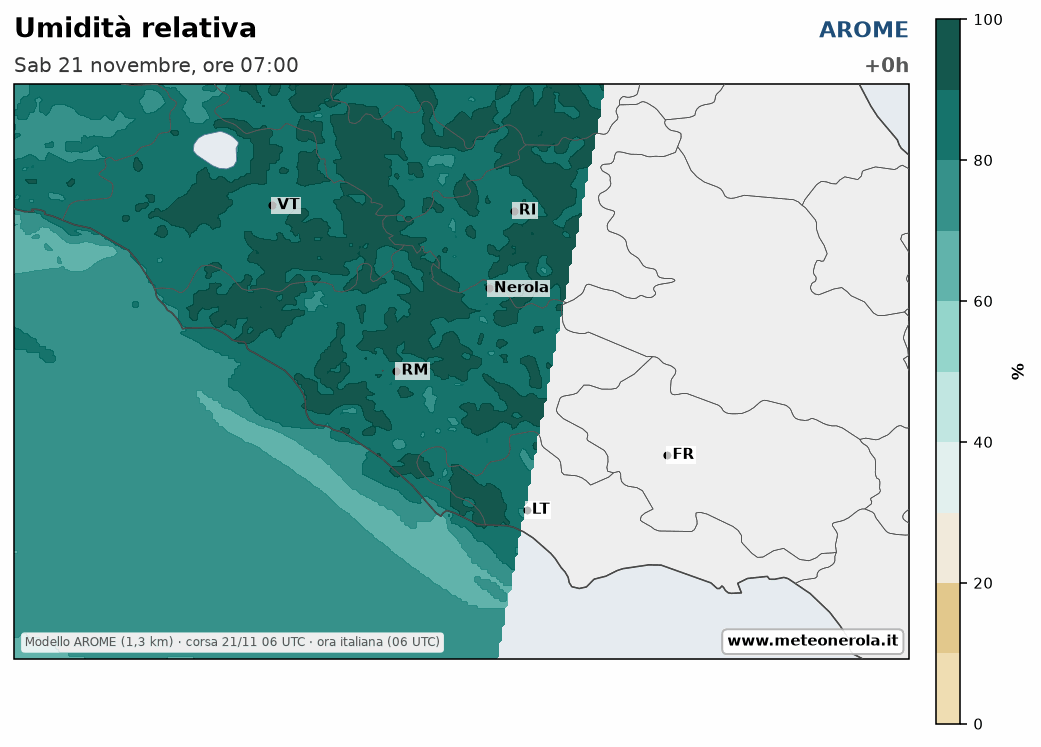 Umidità relativa
AROME
Sab 21 novembre, ore 07:00
+0h
100
80
60
40
20
0
%
VT
RI
Nerola
RM
FR
LT
Modello AROME (1,3 km) · corsa 21/11 06 UTC · ora italiana (06 UTC)
www.meteonerola.it